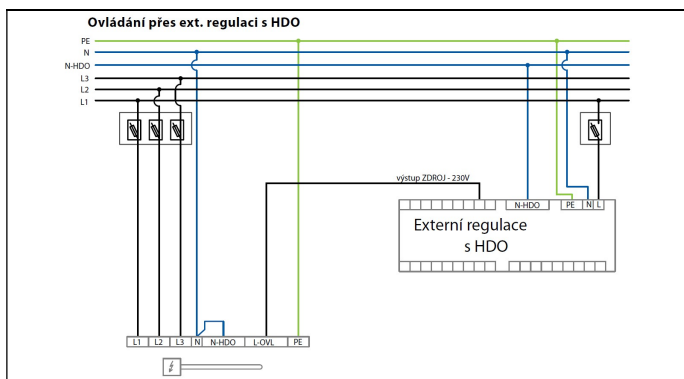 Ovládání přes ext. regulaci s HDO
PE
N
N-HDO
L3
L2
L1
výstup ZDROJ - 230V
N-HDO PE N L
Externí regulace
s HDO
L1 L2 L3 N N-HDO L-OVL PE